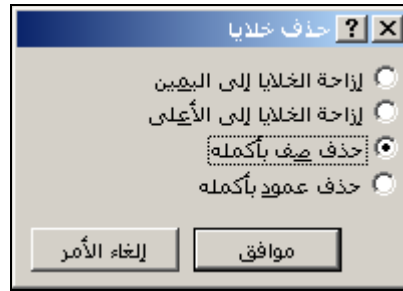 حذف خلايا
إزاحة الخلايا إلى اليمين
إزاحة الخلايا إلى الأعلى
حذف صف بأكمله
حذف عمود بأكمله
موافق
إلغاء الأمر